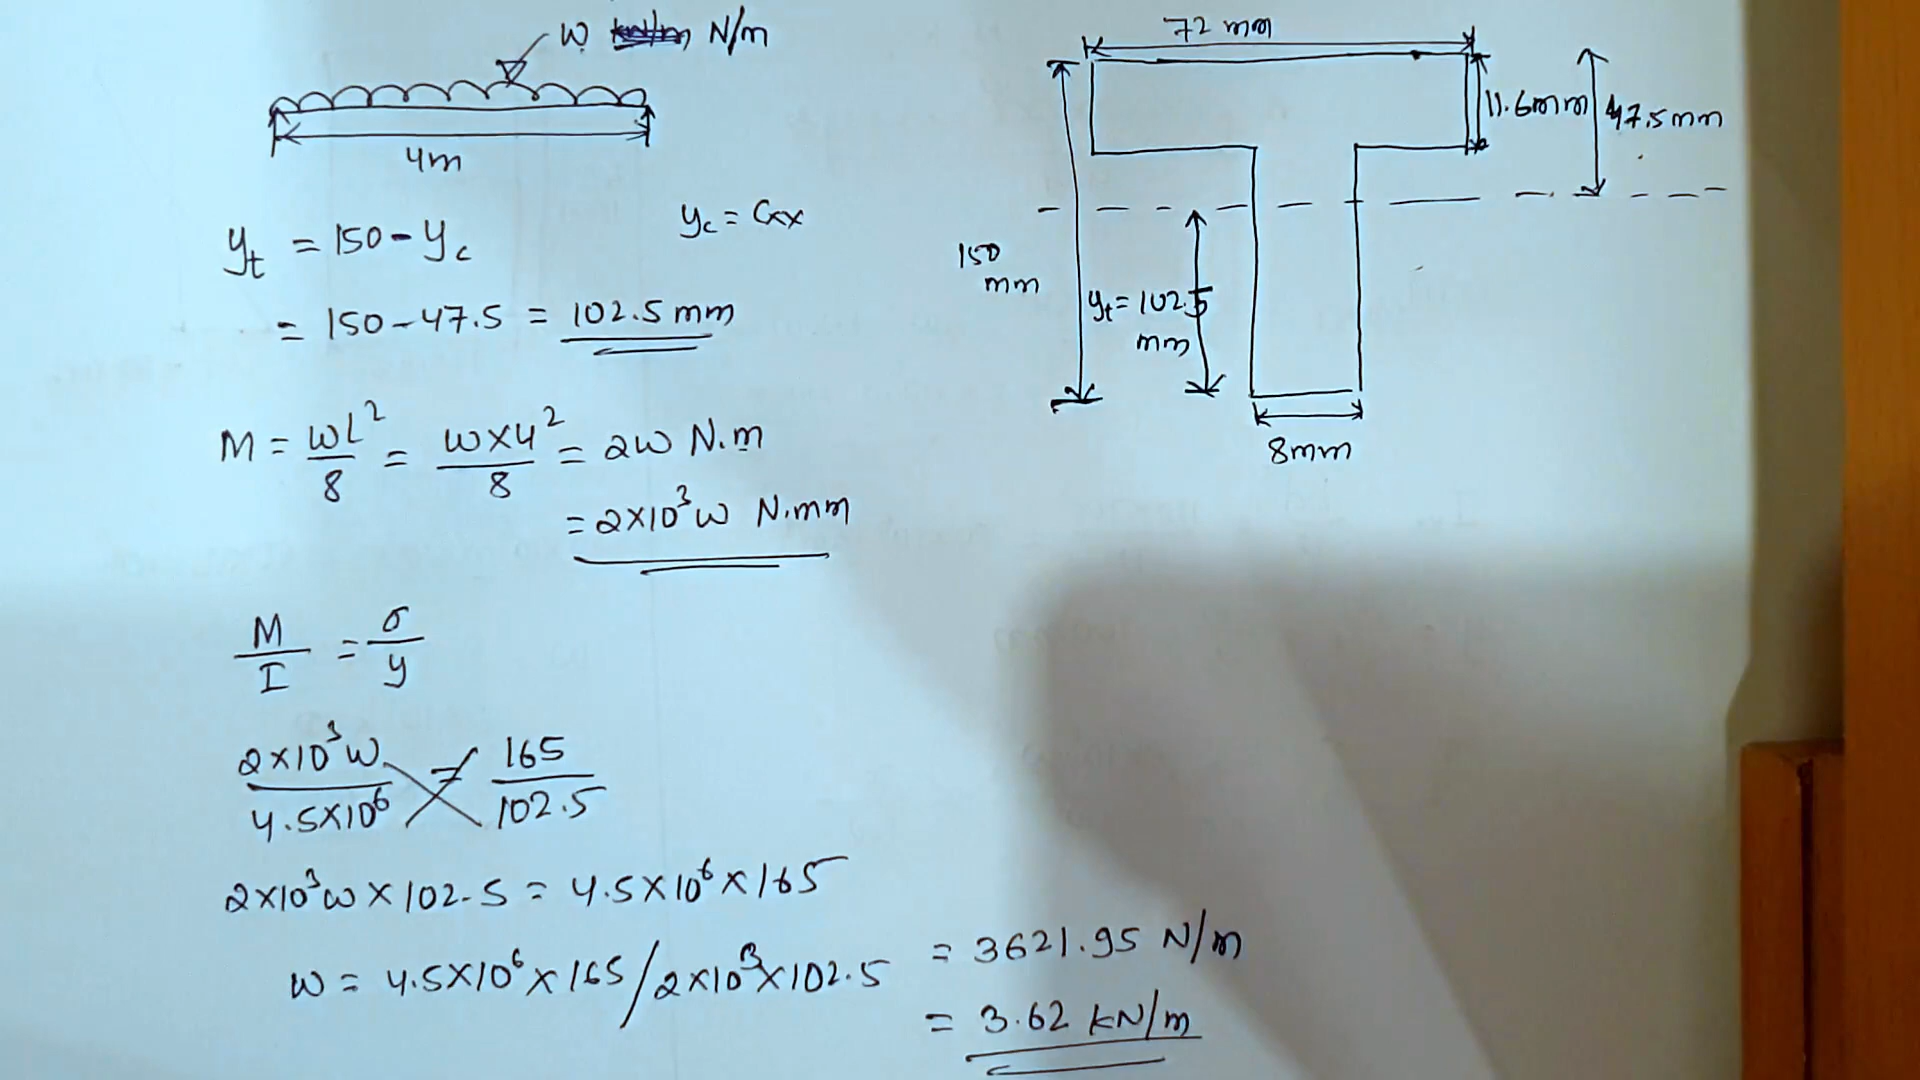 W N/m
4m
yt = 150 - yc
yc = Cxx
= 150 - 47.5 = 102.5 mm
M = WL²/8 = W×4²/8 = 2W N.m
= 2×10³W N.mm
M/I = σ/y
2×10³W/4.5×10⁶ = 165/102.5
2×10³W × 102.5 = 4.5×10⁶×165
W = 4.5×10⁶×165/2×10³×102.5
= 3621.95 N/m
= 3.62 kN/m
72 mm
11.6mm
47.5mm
150
mm
yt = 102.5
mm
8mm